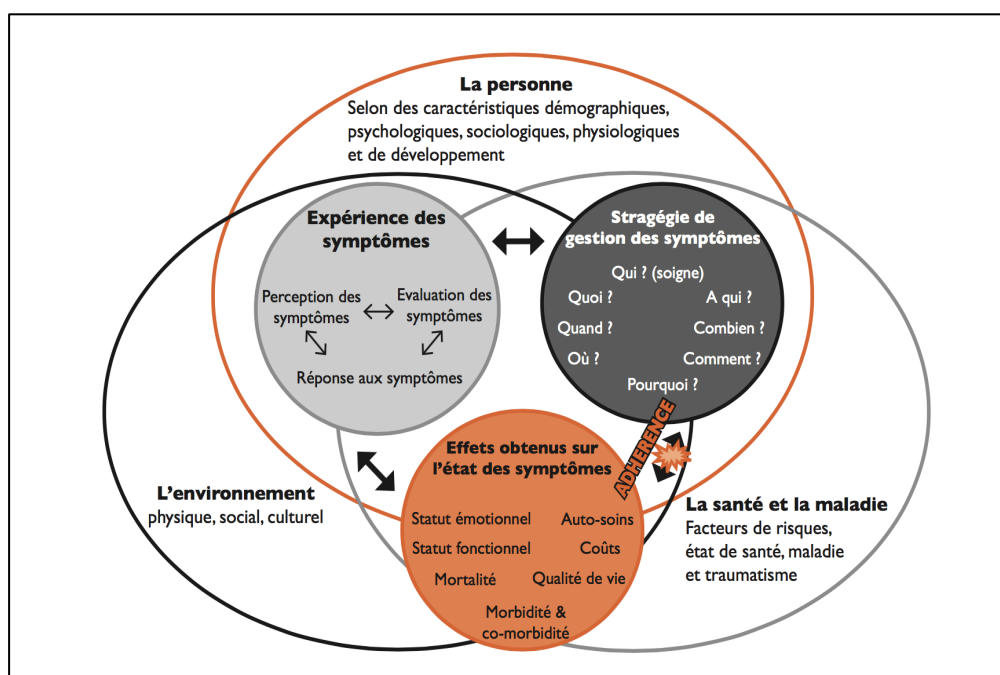 La personne
Selon des caractéristiques démographiques,
psychologiques, sociologiques, physiologiques
et de développement
Expérience des
symptômes
Perception des
symptômes
Evaluation des
symptômes
Réponse aux symptômes
Stragégie de
gestion des symptômes
Qui ? (soigne)
Quoi ?
A qui ?
Quand ?
Combien ?
Où ?
Comment ?
Pourquoi ?
ADHERENCE
Effets obtenus sur
l'état des symptômes
Statut émotionnel
Auto-soins
Statut fonctionnel
Coûts
Mortalité
Qualité de vie
Morbidité &
co-morbidité
L'environnement
physique, social, culturel
La santé et la maladie
Facteurs de risques,
état de santé, maladie
et traumatisme